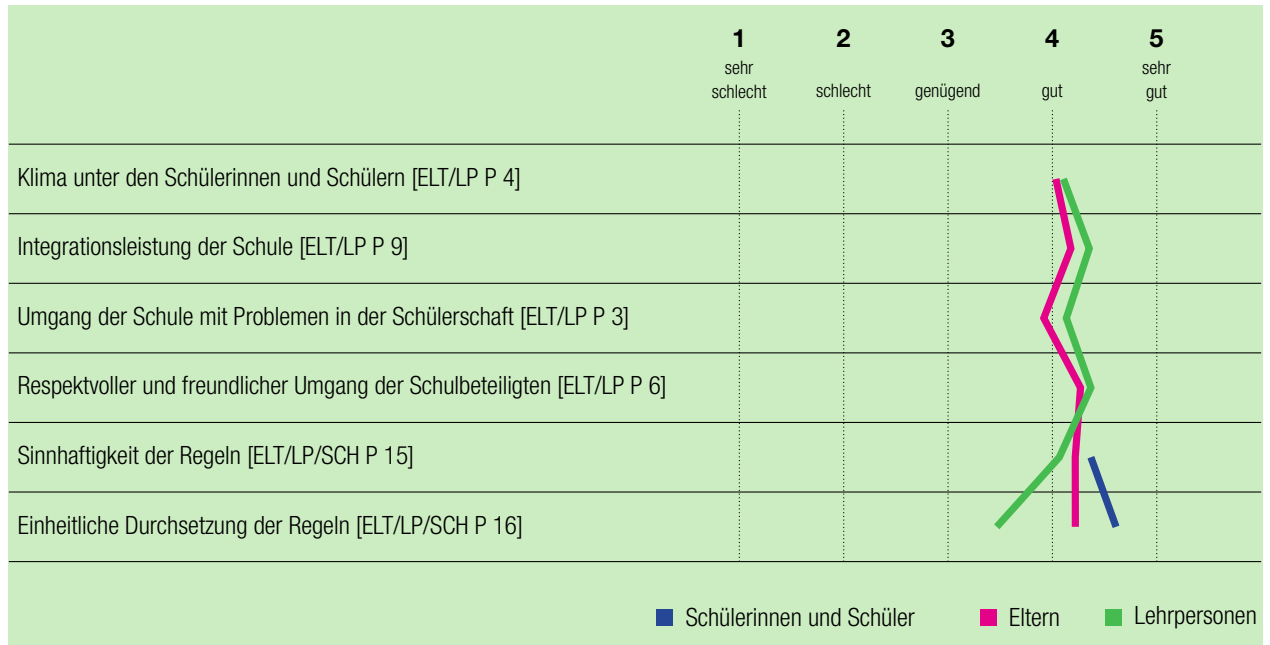 1 2 3 4 5
sehr schlecht schlecht genügend gut sehr gut
Klima unter den Schülerinnen und Schülern [ELT/LP P 4]
Integrationsleistung der Schule [ELT/LP P 9]
Umgang der Schule mit Problemen in der Schülerschaft [ELT/LP P 3]
Respektvoller und freundlicher Umgang der Schulbeteiligten [ELT/LP P 6]
Sinnhaftigkeit der Regeln [ELT/LP/SCH P 15]
Einheitliche Durchsetzung der Regeln [ELT/LP/SCH P 16]
Schülerinnen und Schüler Eltern Lehrpersonen